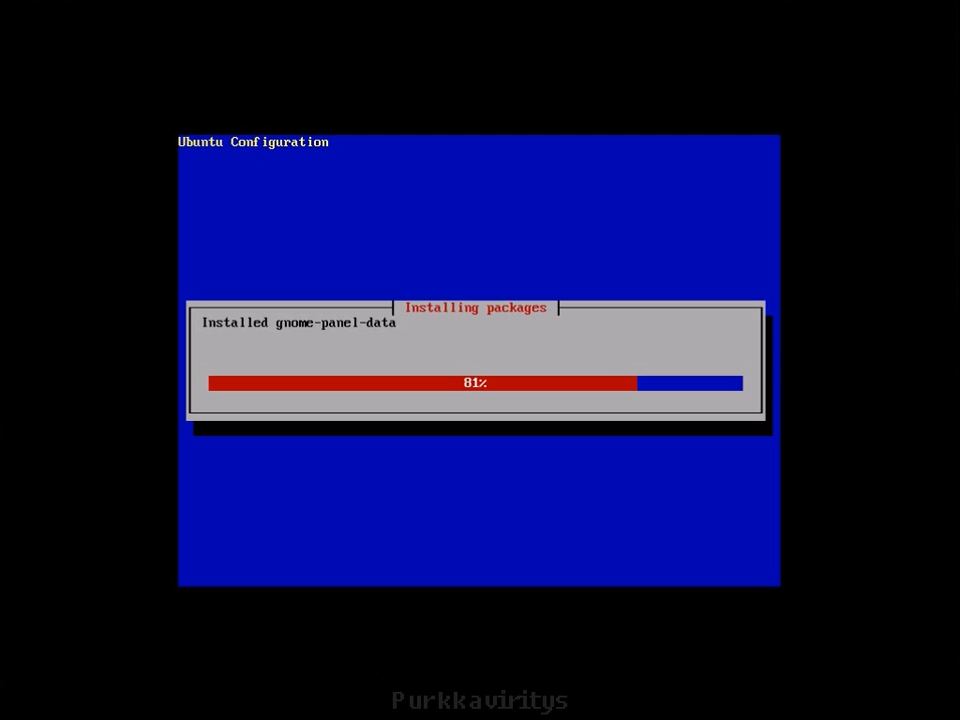 Ubuntu Configuration
Installing packages
Installed gnome-panel-data
81%
Purkkaviritys